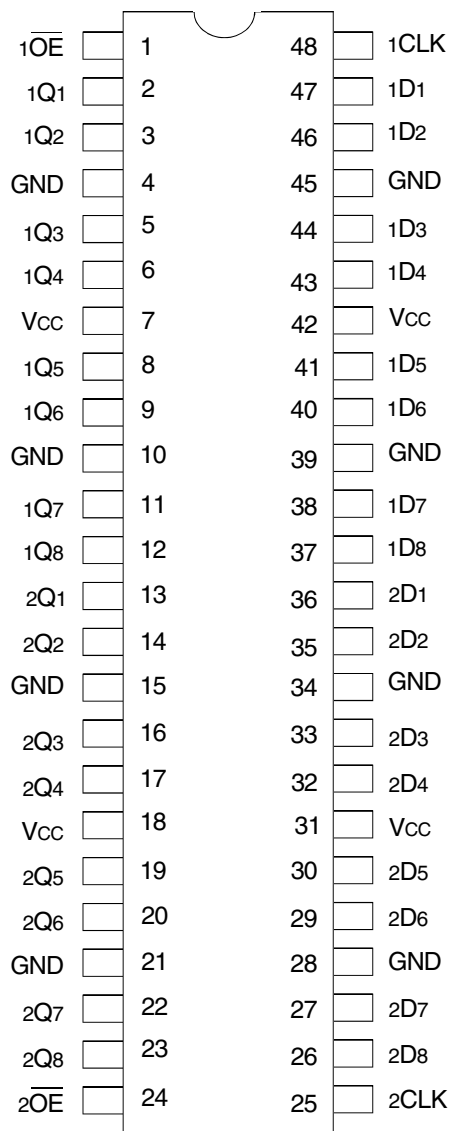 1OE 1 48 1CLK
1Q1 2 47 1D1
1Q2 3 46 1D2
GND 4 45 GND
1Q3 5 44 1D3
1Q4 6 43 1D4
VCC 7 42 VCC
1Q5 8 41 1D5
1Q6 9 40 1D6
GND 10 39 GND
1Q7 11 38 1D7
1Q8 12 37 1D8
2Q1 13 36 2D1
2Q2 14 35 2D2
GND 15 34 GND
2Q3 16 33 2D3
2Q4 17 32 2D4
VCC 18 31 VCC
2Q5 19 30 2D5
2Q6 20 29 2D6
GND 21 28 GND
2Q7 22 27 2D7
2Q8 23 26 2D8
2OE 24 25 2CLK